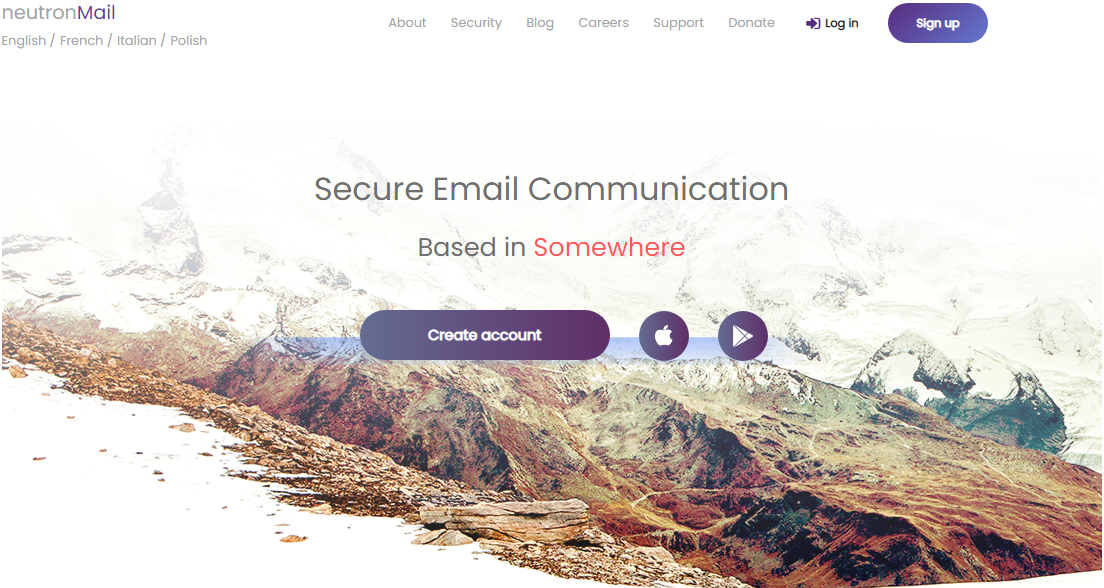 neutronMail
About Security Blog Careers Support Donate Log in Sign up
English / French / Italian / Polish
Secure Email Communication
Based in Somewhere
Create account